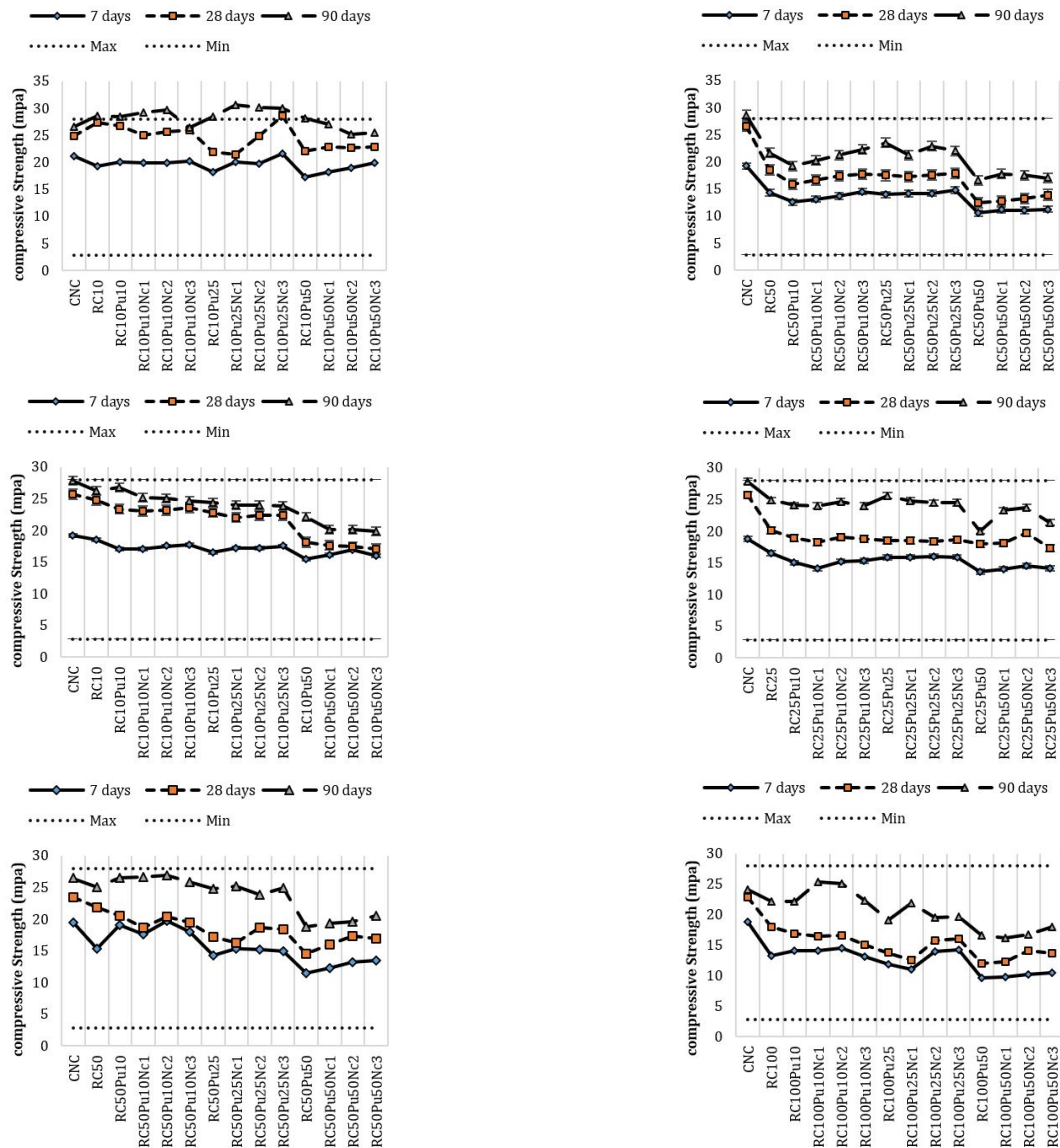 7 days 28 days 90 days
Max Min
compressive Strength (mpa)
35
30
25
20
15
10
5
0
CNC
RC10
RC10Pu10
RC10Pu10Nc1
RC10Pu10Nc2
RC10Pu10Nc3
RC10Pu25
RC10Pu25Nc1
RC10Pu25Nc2
RC10Pu25Nc3
RC10Pu50
RC10Pu50Nc1
RC10Pu50Nc2
RC10Pu50Nc3
7 days 28 days 90 days
Max Min
compressive Strength (mpa)
35
30
25
20
15
10
5
0
CNC
RC50
RC50Pu10
RC50Pu10Nc1
RC50Pu10Nc2
RC50Pu10Nc3
RC50Pu25
RC50Pu25Nc1
RC50Pu25Nc2
RC50Pu25Nc3
RC50Pu50
RC50Pu50Nc1
RC50Pu50Nc2
RC50Pu50Nc3
7 days 28 days 90 days
Max Min
compressive Strength (mpa)
30
25
20
15
10
5
0
CNC
RC10
RC10Pu10
RC10Pu10Nc1
RC10Pu10Nc2
RC10Pu10Nc3
RC10Pu25
RC10Pu25Nc1
RC10Pu25Nc2
RC10Pu25Nc3
RC10Pu50
RC10Pu50Nc1
RC10Pu50Nc2
RC10Pu50Nc3
7 days 28 days 90 days
Max Min
compressive Strength (mpa)
30
25
20
15
10
5
0
CNC
RC25
RC25Pu10
RC25Pu10Nc1
RC25Pu10Nc2
RC25Pu10Nc3
RC25Pu25
RC25Pu25Nc1
RC25Pu25Nc2
RC25Pu25Nc3
RC25Pu50
RC25Pu50Nc1
RC25Pu50Nc2
RC25Pu50Nc3
7 days 28 days 90 days
Max Min
compressive Strength (mpa)
30
25
20
15
10
5
0
CNC
RC50
RC50Pu10
RC50Pu10Nc1
RC50Pu10Nc2
RC50Pu10Nc3
RC50Pu25
RC50Pu25Nc1
RC50Pu25Nc2
RC50Pu25Nc3
RC50Pu50
RC50Pu50Nc1
RC50Pu50Nc2
RC50Pu50Nc3
7 days 28 days 90 days
Max Min
compressive Strength (mpa)
30
25
20
15
10
5
0
CNC
RC100
RC100Pu10
RC100Pu10Nc1
RC100Pu10Nc2
RC100Pu10Nc3
RC100Pu25
RC100Pu25Nc1
RC100Pu25Nc2
RC100Pu25Nc3
RC100Pu50
RC100Pu50Nc1
RC100Pu50Nc2
RC100Pu50Nc3